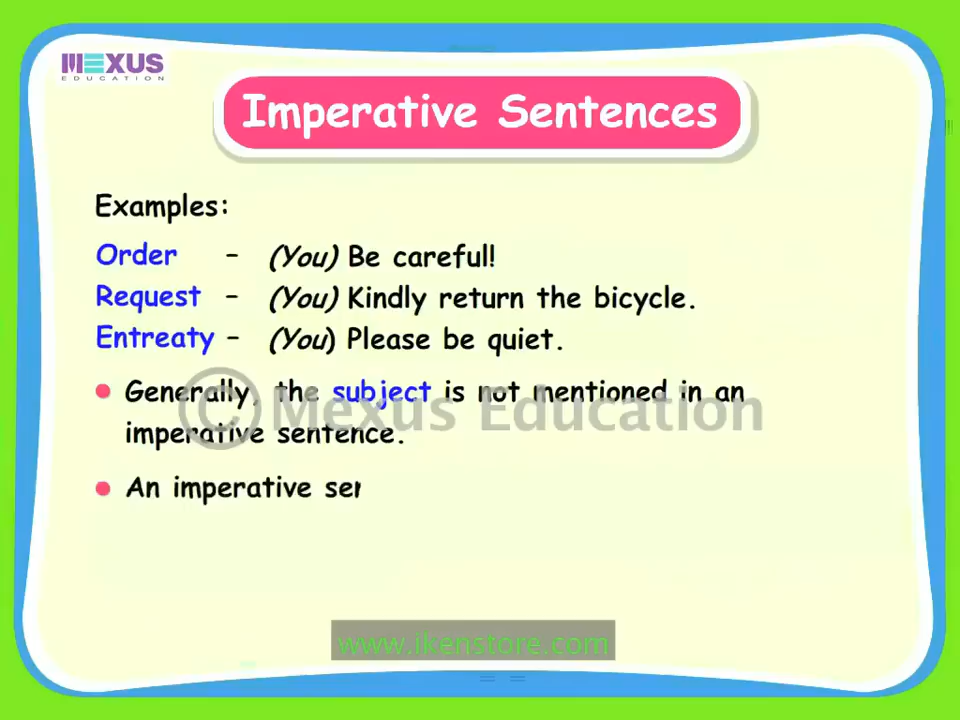 MEXUS
EDUCATION
Imperative Sentences
Examples:
Order - (You) Be careful!
Request - (You) Kindly return the bicycle.
Entreaty - (You) Please be quiet.
Generally, the subject is not mentioned in an
imperative sentence.
© Mexus Education
An imperative ser
www.ikenstore.com